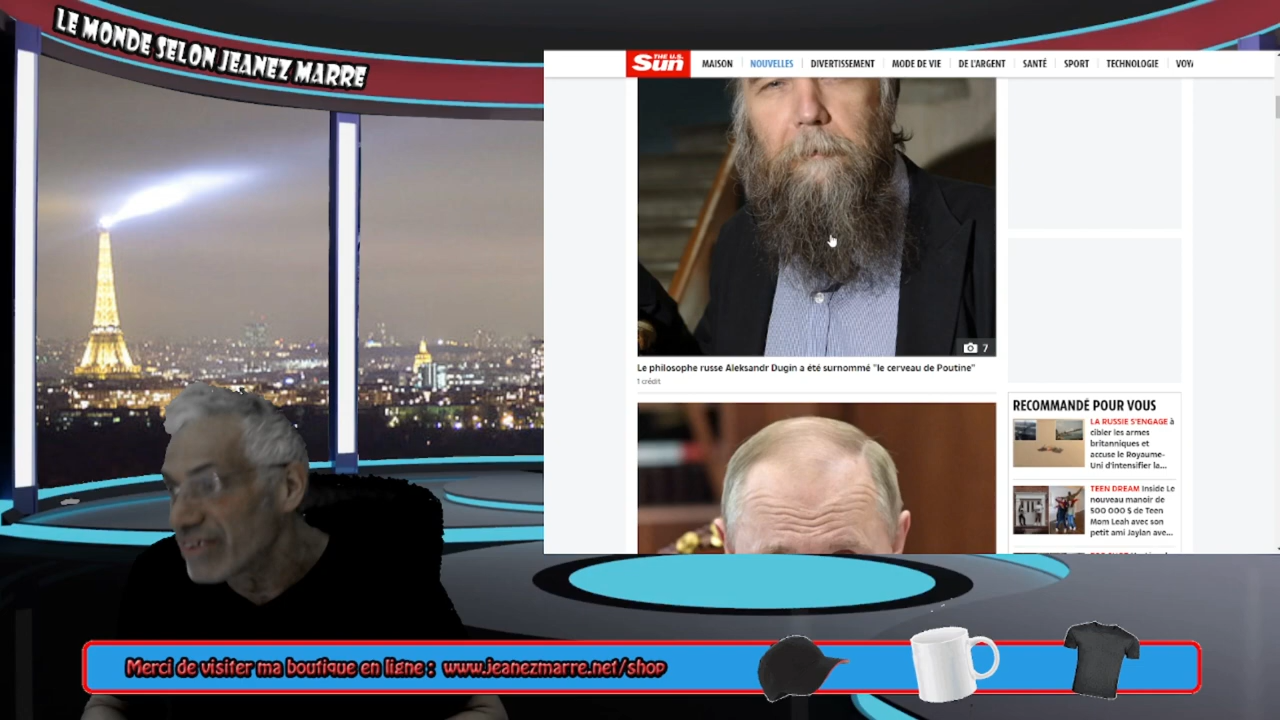 LE MONDE SELON JEANEZ MARRE
THE U.S.
Sun
MAISON
NOUVELLES
DIVERTISSEMENT
MODE DE VIE
DE L'ARGENT
SANTÉ
SPORT
TECHNOLOGIE
7
Le philosophe russe Aleksandr Dugin a été surnommé "le cerveau de Poutine"
1 crédit
RECOMMANDÉ POUR VOUS
LA RUSSIE S'ENGAGE à
cibler les armes
britanniques et
accuse le Royaume-
Uni d'intensifier la...
TEEN DREAM Inside Le
nouveau manoir de
500 000 $ de Teen
Mom Leah avec son
petit ami Jaylan ave...
Merci de visiter ma boutique en ligne : www.jeanezmarre.net/shop